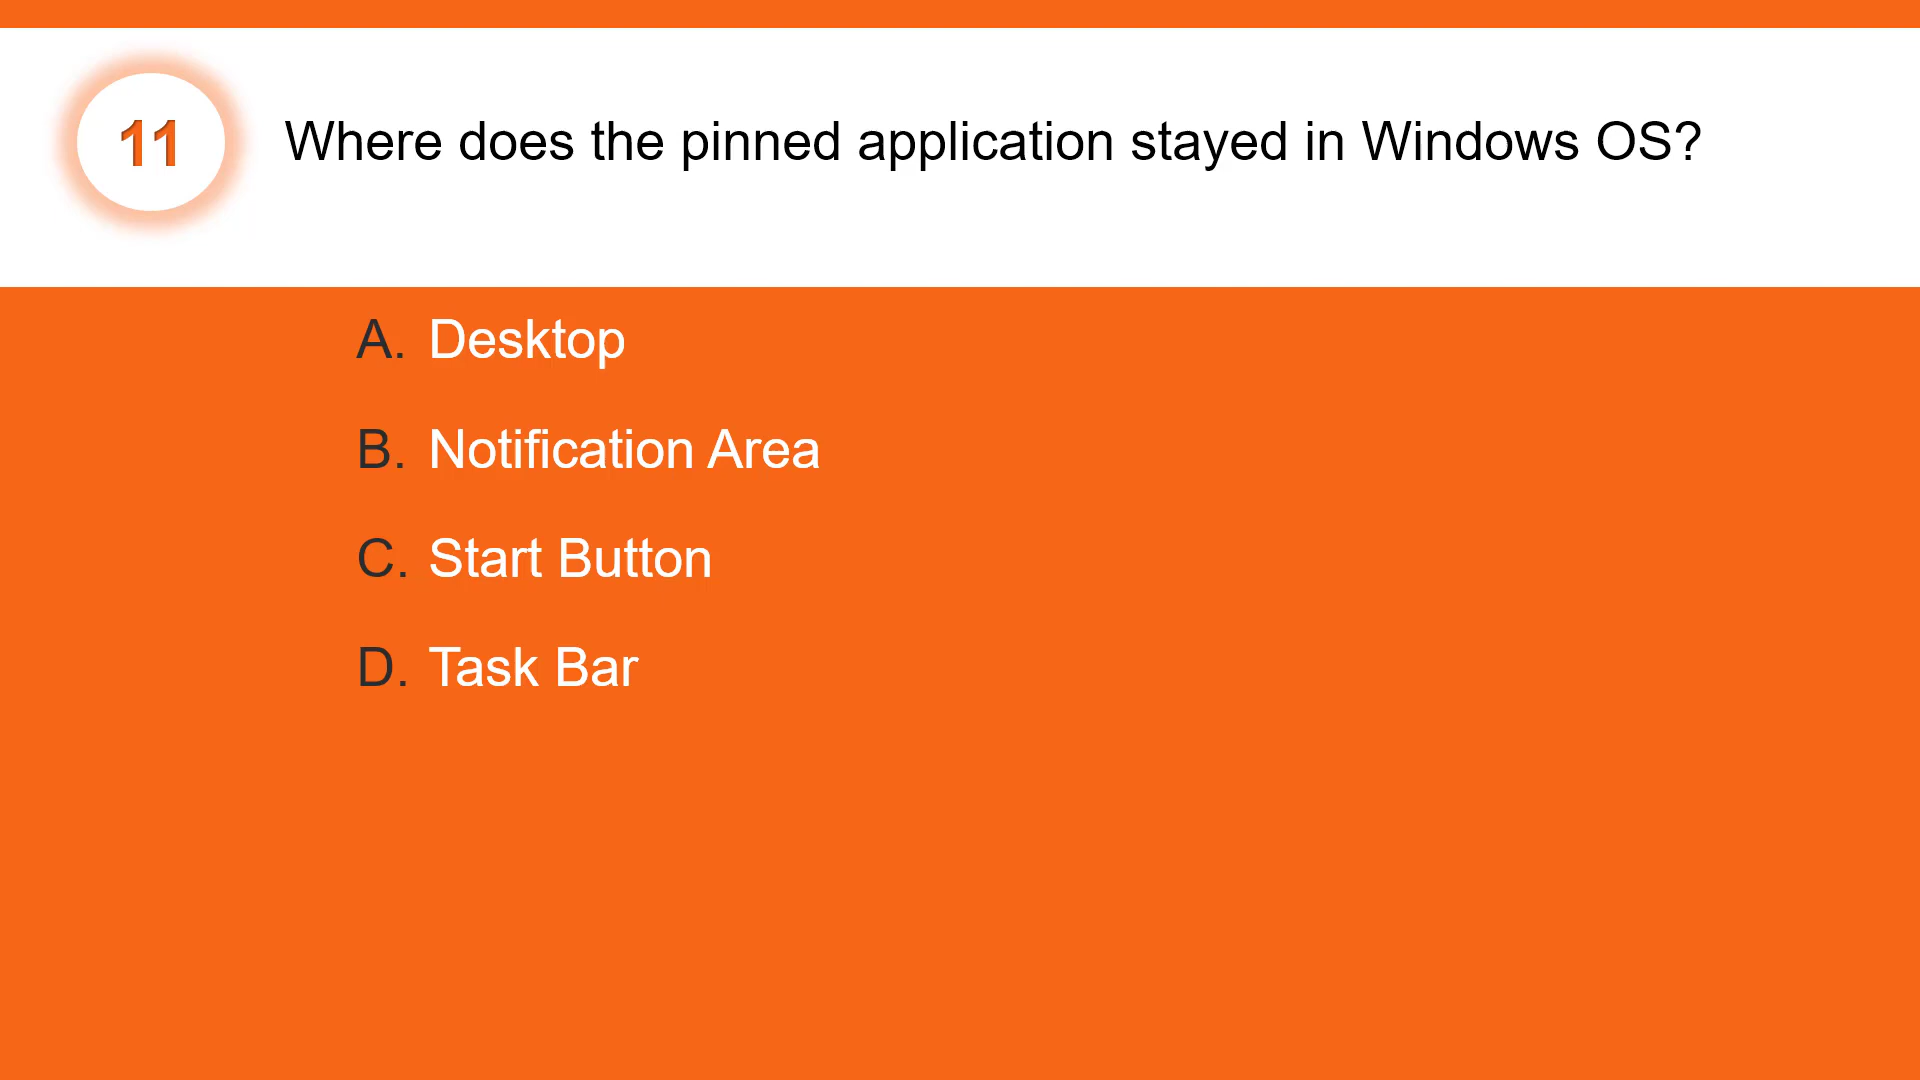 11
Where does the pinned application stayed in Windows OS?
A. Desktop
B. Notification Area
C. Start Button
D. Task Bar